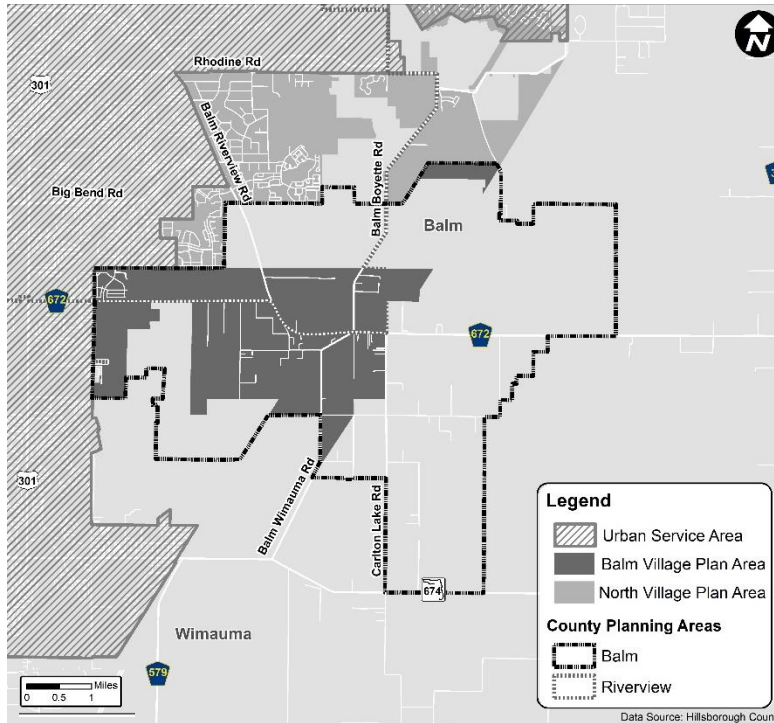 N
Rhodine Rd
301
Balm Riverview Rd
Balm Boyette Rd
Big Bend Rd
Balm
672
672
301
Balm Wimauma Rd
Carlton Lake Rd
674
Wimauma
579
Miles
0 0.5 1
Legend
Urban Service Area
Balm Village Plan Area
North Village Plan Area
County Planning Areas
Balm
Riverview
Data Source: Hillsborough